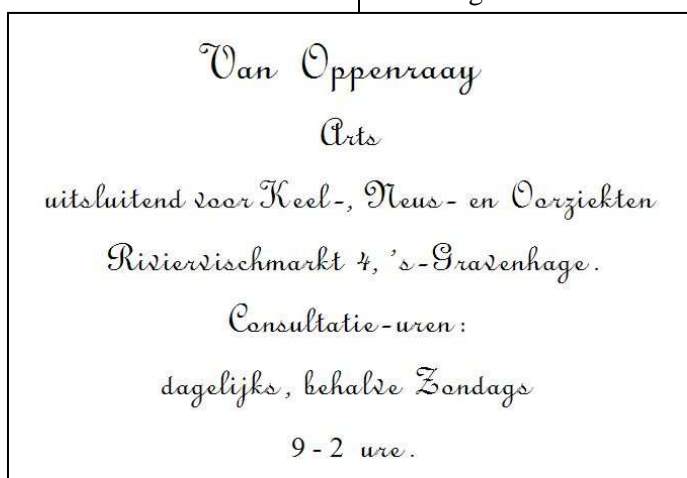 Van Oppenraay
Arts
uitsluitend voor Keel-, Neus- en Oorziekten
Riviervischmarkt 4, 's-Gravenhage.
Consultatie-uren:
dagelijks, behalve Zondags
9 - 2 ure.